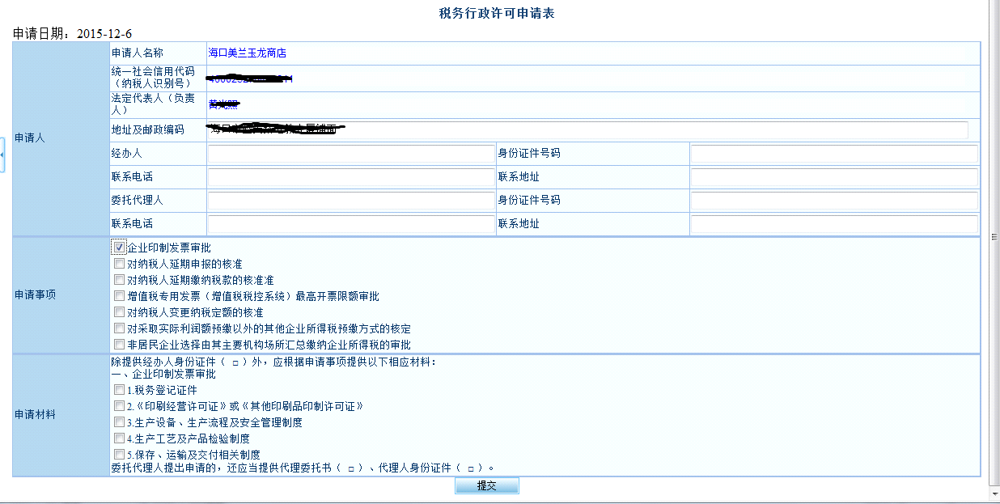 税务行政许可申请表
申请日期：2015-12-6
申请人
申请人名称
海口美兰玉龙商店
统一社会信用代码
（纳税人识别号）
法定代表人（负责
人）
地址及邮政编码
经办人
身份证件号码
联系电话
联系地址
委托代理人
身份证件号码
联系电话
联系地址
申请事项
企业印制发票审批
对纳税人延期申报的核准
对纳税人延期缴纳税款的核准准
增值税专用发票（增值税税控系统）最高开票限额审批
对纳税人变更纳税定额的核准
对采取实际利润额预缴以外的其他企业所得税预缴方式的核定
非居民企业选择由其主要机构场所汇总缴纳企业所得税的审批
申请材料
除提供经办人身份证件（ □ ）外，应根据申请事项提供以下相应材料：
一、企业印制发票审批
1.税务登记证件
2.《印刷经营许可证》或《其他印刷品印制许可证》
3.生产设备、生产流程及安全管理制度
4.生产工艺及产品检验制度
5.保存、运输及交付相关制度
委托代理人提出申请的，还应当提供代理委托书（ □ ）、代理人身份证件（ □ ）。
提交